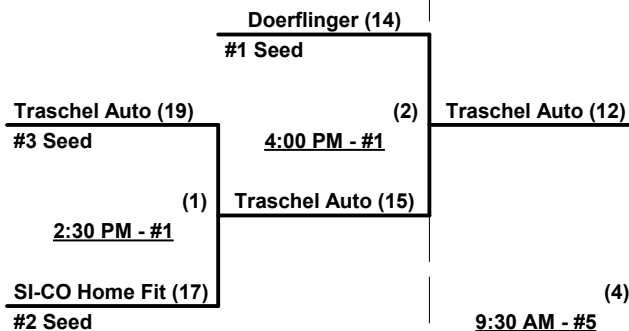 Doerflinger (14)
#1 Seed
Traschel Auto (19)
(2)
Traschel Auto (12)
#3 Seed
4:00 PM - #1
(1)
Traschel Auto (15)
2:30 PM - #1
SI-CO Home Fit (17)
(4)
#2 Seed
9:30 AM - #5